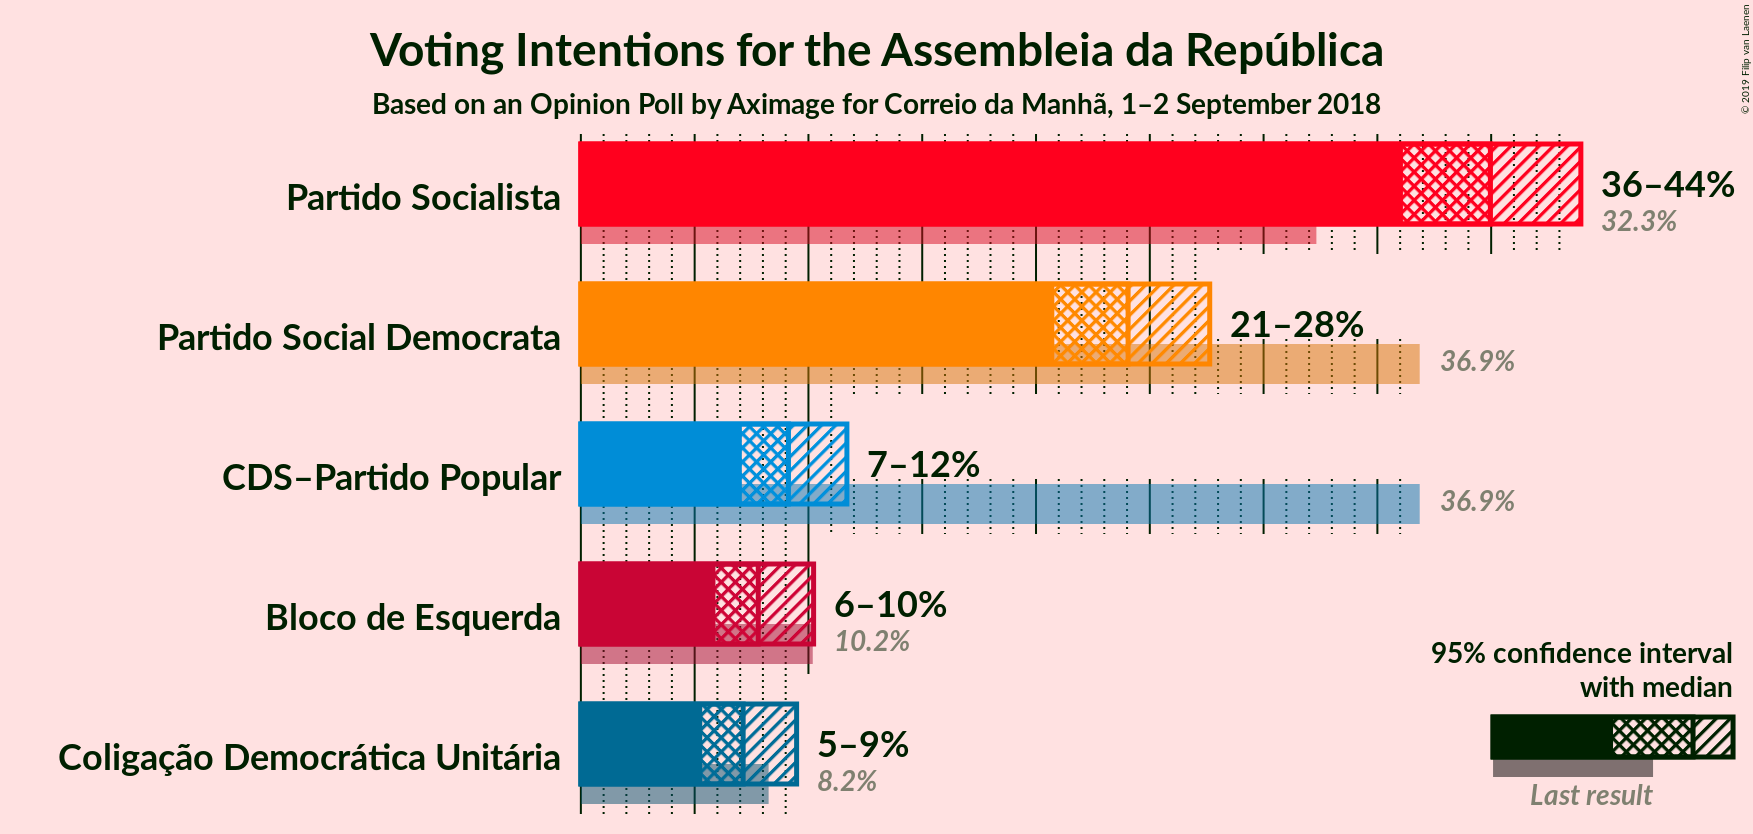 Voting Intentions for the Assembleia da República
Based on an Opinion Poll by Aximage for Correio da Manhã, 1–2 September 2018
© 2019 Filip van Laenen
Partido Socialista
36–44%
32.3%
Partido Social Democrata
21–28%
36.9%
CDS–Partido Popular
7–12%
36.9%
Bloco de Esquerda
6–10%
10.2%
Coligação Democrática Unitária
5–9%
8.2%
95% confidence interval
with median
Last result